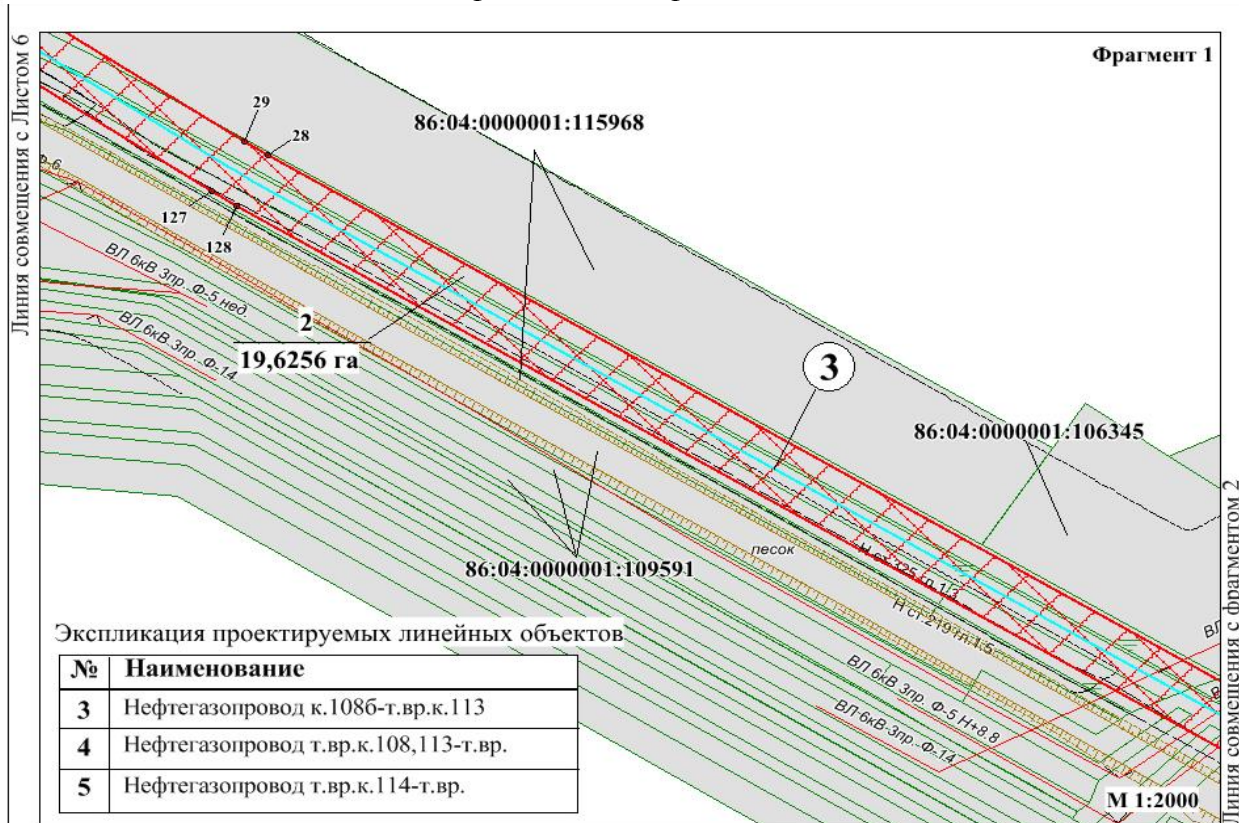 Линия совмещения с Листом 6
Фрагмент 1
29
28
86:04:0000001:115968
127
128
ВЛ 6кВ 3пр. Ф-5 нед.
ВЛ 6кВ 3пр. Ф-14
2
19,6256 га
3
86:04:0000001:106345
86:04:0000001:109591
песок
Н ст.325 гл.1.3
Н ст.219 гл.1.5
ВЛ 6кВ 3пр. Ф-5 Н+8.8
ВЛ 6кВ 3пр. Ф-14
Линия совмещения с фрагментом 2
Экспликация проектируемых линейных объектов
№ Наименование
3 Нефтегазопровод к.108б-т.вр.к.113
4 Нефтегазопровод т.вр.к.108,113-т.вр.
5 Нефтегазопровод т.вр.к.114-т.вр.
М 1:2000